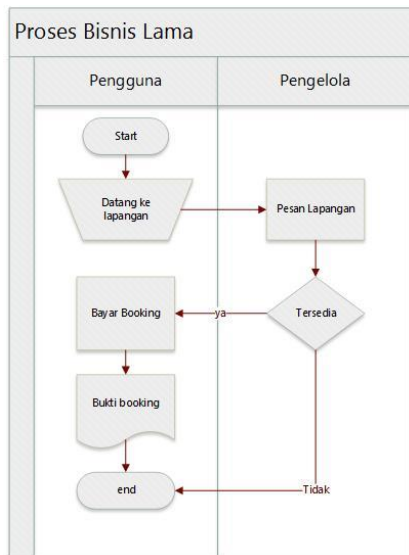 Proses Bisnis Lama
Pengguna
Pengelola
Start
Datang ke
lapangan
Pesan Lapangan
Tersedia
ya
Bayar Booking
Bukti booking
end
Tidak